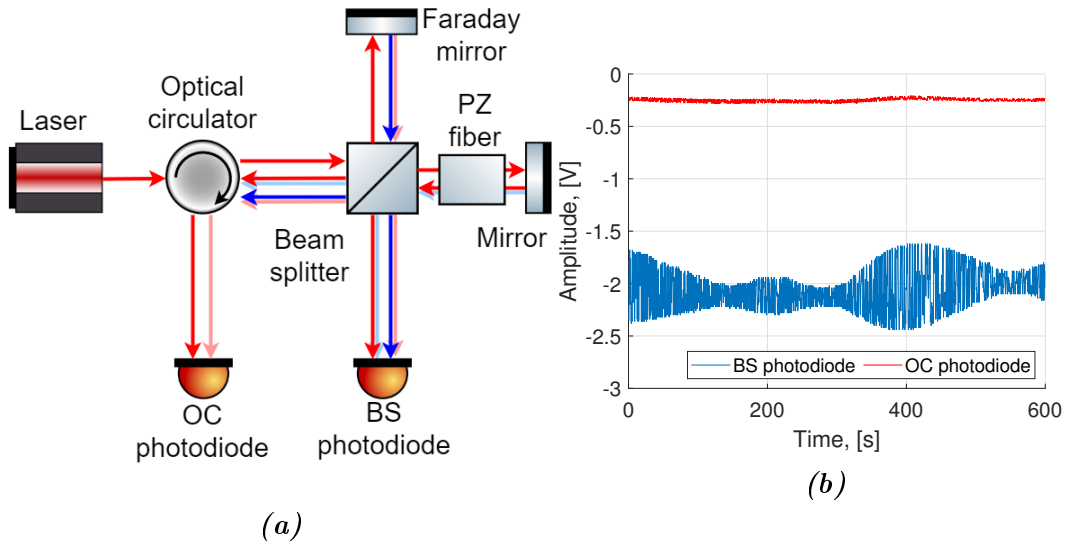 Faraday
mirror
Optical
circulator
Laser
PZ
fiber
Beam
splitter
Mirror
OC
photodiode
BS
photodiode
(a)
Amplitude, [V]
0
-0.5
-1
-1.5
-2
-2.5
-3
BS photodiode
OC photodiode
0
200
400
600
Time, [s]
(b)